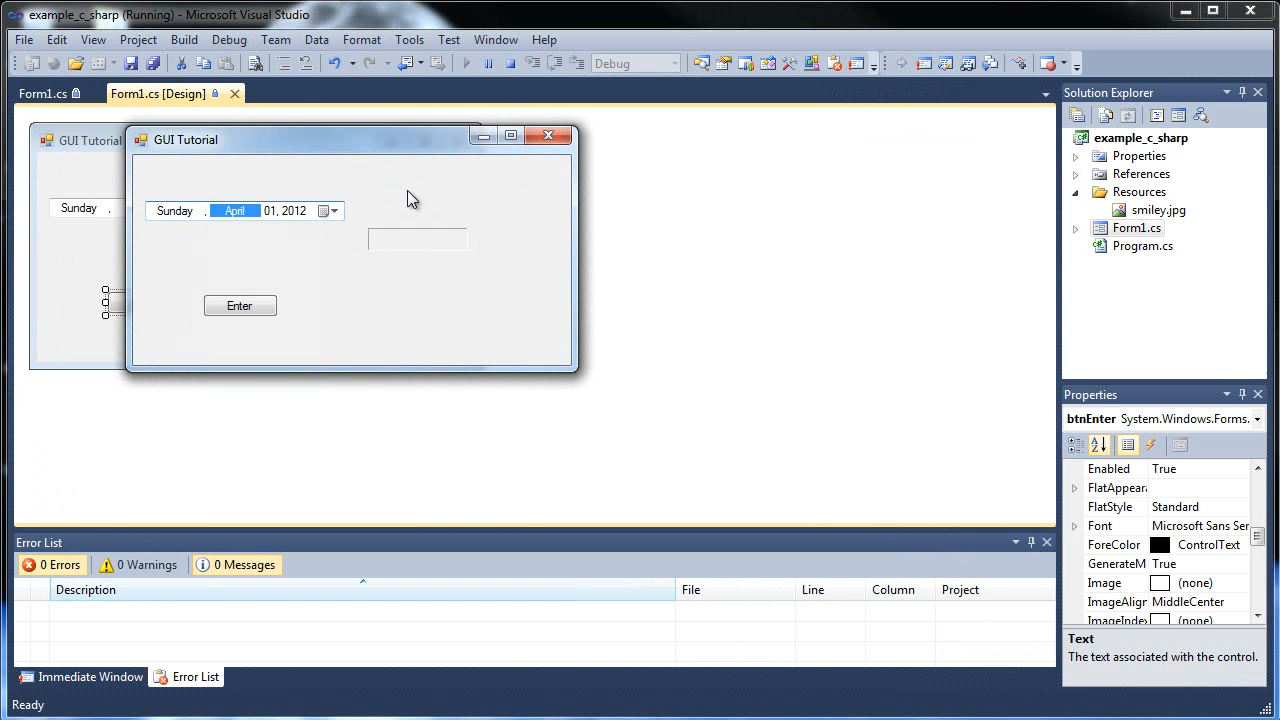 example_c_sharp (Running) - Microsoft Visual Studio
File Edit View Project Build Debug Team Data Format Tools Test Window Help
Debug
Form1.cs Form1.cs [Design]
GUI Tutorial
Sunday ,
GUI Tutorial
Sunday , April 01, 2012
Enter
Solution Explorer
example_c_sharp
Properties
References
Resources
smiley.jpg
Form1.cs
Program.cs
Properties
btnEnter System.Windows.Forms.
Enabled True
FlatAppeara
FlatStyle Standard
Font Microsoft Sans Ser
ForeColor ControlText
GenerateM True
Image (none)
ImageAlign MiddleCenter
ImageIndex (none)
Text
The text associated with the control.
Error List
0 Errors 0 Warnings 0 Messages
Description File Line Column Project
Immediate Window Error List
Ready